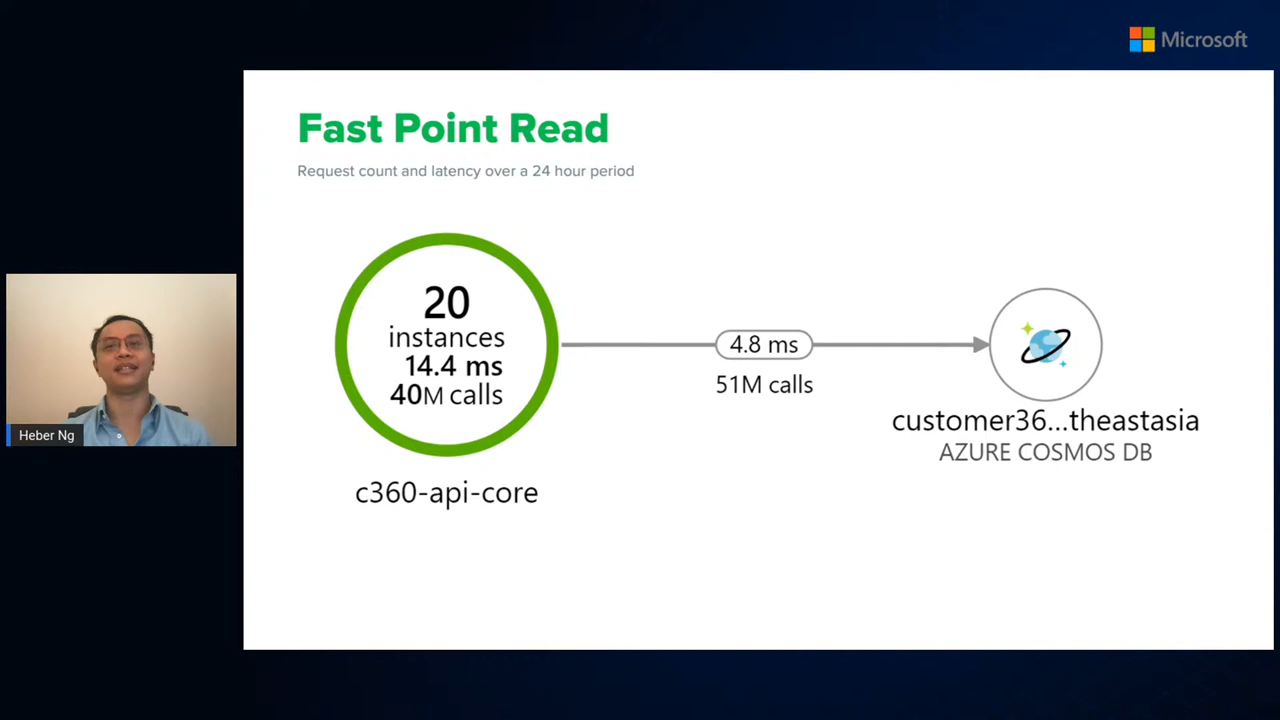 Microsoft
Fast Point Read
Request count and latency over a 24 hour period
20
instances
14.4 ms
40M calls
4.8 ms
51M calls
customer36...theastasia
AZURE COSMOS DB
c360-api-core
Heber Ng